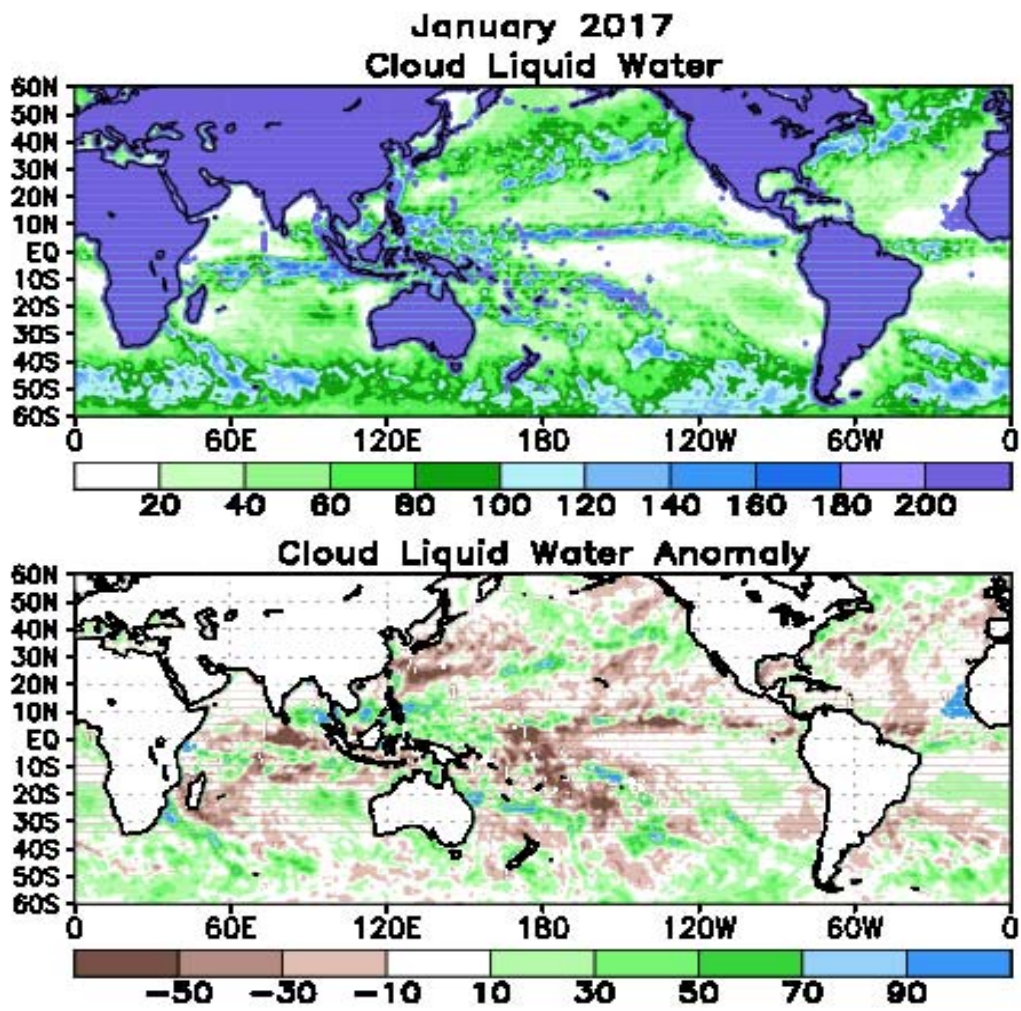 January 2017
Cloud Liquid Water
60N
50N
40N
30N
20N
10N
EQ
10S
20S
30S
40S
50S
60S
0 60E 120E 180 120W 60W 0
20 40 60 80 100 120 140 160 180 200
Cloud Liquid Water Anomaly
60N
50N
40N
30N
20N
10N
EQ
10S
20S
30S
40S
50S
60S
0 60E 120E 180 120W 60W 0
−50 −30 −10 10 30 50 70 90